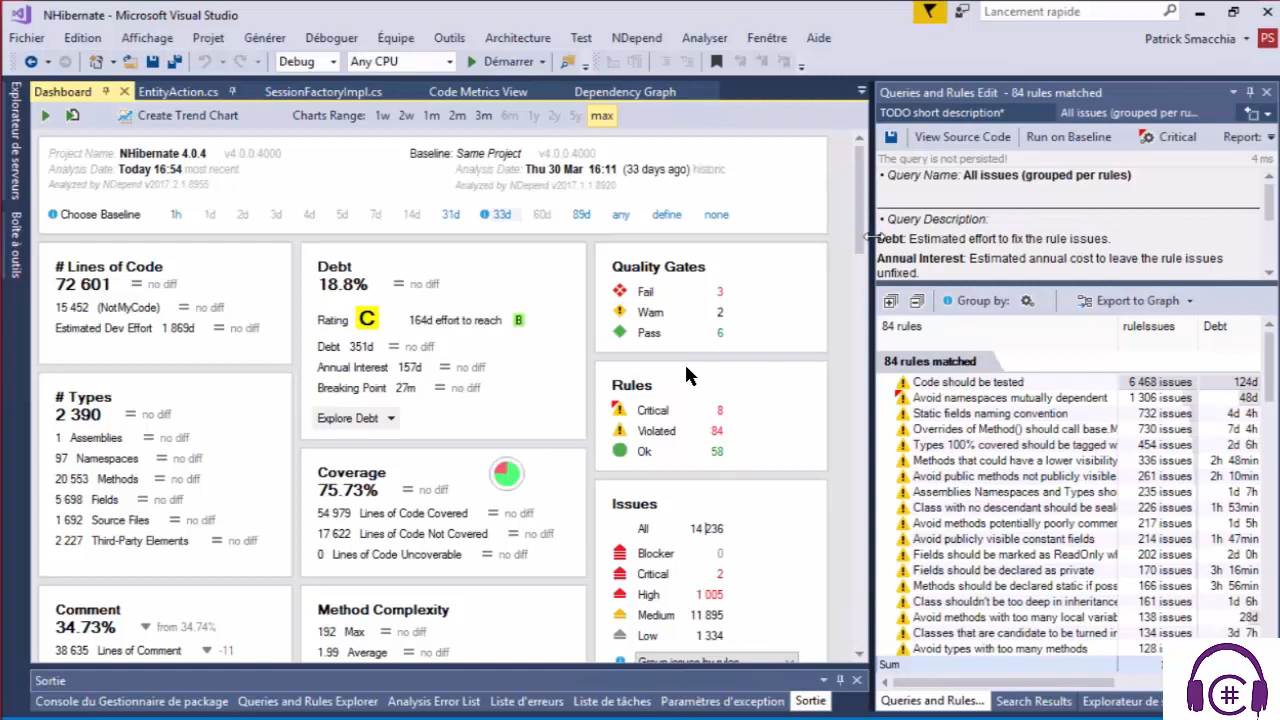 NHibernate - Microsoft Visual Studio
Lancement rapide
Fichier Edition Affichage Projet Générer Déboguer Équipe Outils Architecture Test NDepend Analyser Fenêtre Aide
Patrick Smacchia PS
Debug Any CPU Démarrer
Explorateur de serveurs
Boîte à outils
Dashboard EntityAction.cs SessionFactoryImpl.cs Code Metrics View Dependency Graph
Create Trend Chart Charts Range: 1w 2w 1m 2m 3m 6m 1y 2y 5y max
Project Name: NHibernate 4.0.4 v4.0.0.4000
Analysis Date: Today 16:54 most recent
Analyzed by NDepend v2017.2.1.8955
Baseline: Same Project v4.0.0.4000
Analysis Date: Thu 30 Mar 16:11 (33 days ago) historic
Analyzed by NDepend v2017.1.1.8920
Choose Baseline 1h 1d 2d 3d 4d 5d 7d 14d 31d 33d 60d 89d any define none
# Lines of Code
72 601 no diff
15 452 (NotMyCode) no diff
Estimated Dev Effort 1 869d no diff
# Types
2 390 no diff
1 Assemblies no diff
97 Namespaces no diff
20 553 Methods no diff
5 698 Fields no diff
1 692 Source Files no diff
2 227 Third-Party Elements no diff
Comment
34.73% from 34.74%
38 635 Lines of Comment -11
Debt
18.8% no diff
Rating C 164d effort to reach B
Debt 351d no diff
Annual Interest 157d no diff
Breaking Point 27m no diff
Explore Debt
Coverage
75.73% no diff
54 979 Lines of Code Covered no diff
17 622 Lines of Code Not Covered no diff
0 Lines of Code Uncoverable no diff
Method Complexity
192 Max no diff
1.99 Average no diff
Quality Gates
Fail 3
Warn 2
Pass 6
Rules
Critical 8
Violated 84
Ok 58
Issues
All 14 236
Blocker 0
Critical 2
High 1 005
Medium 11 895
Low 1 334
Group issues by rules
Queries and Rules Edit - 84 rules matched
TODO short description* All issues (grouped per ru...
View Source Code Run on Baseline Critical Report:
The query is not persisted! 4 ms
• Query Name: All issues (grouped per rules)
• Query Description:
Debt: Estimated effort to fix the rule issues.
Annual Interest: Estimated annual cost to leave the rule issues
unfixed.
Group by: Export to Graph
84 rules ruleIssues Debt
84 rules matched
Code should be tested 6 468 issues 124d
Avoid namespaces mutually dependent 1 306 issues 48d
Static fields naming convention 732 issues 4d 4h
Overrides of Method() should call base.M 730 issues 7d 4h
Types 100% covered should be tagged w 454 issues 2d 6h
Methods that could have a lower visibility 336 issues 2h 48min
Avoid public methods not publicly visible 261 issues 2h 10min
Assemblies Namespaces and Types sho 235 issues 1d 7h
Class with no descendant should be seal 226 issues 1h 53min
Avoid methods potentially poorly commer 217 issues 1d 5h
Avoid publicly visible constant fields 214 issues 1h 47min
Fields should be marked as ReadOnly wl 202 issues 2d 0h
Fields should be declared as private 170 issues 3h 16min
Methods should be declared static if poss 166 issues 3h 56min
Class shouldn't be too deep in inheritance 161 issues 1d 6h
Avoid methods with too many local variab 138 issues 28d
Classes that are candidate to be turned in 134 issues 3d 7h
Avoid types with too many methods 128
Sum
Sortie
Console du Gestionnaire de package Queries and Rules Explorer Analysis Error List Liste d'erreurs Liste de tâches Paramètres d'exception Sortie
Queries and Rules... Search Results Explorateur de
C#